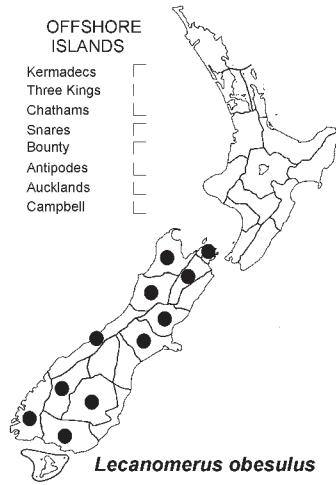 OFFSHORE
ISLANDS
Kermadecs
Three Kings
Chathams
Snares
Bounty
Antipodes
Aucklands
Campbell
Lecanomerus obesulus